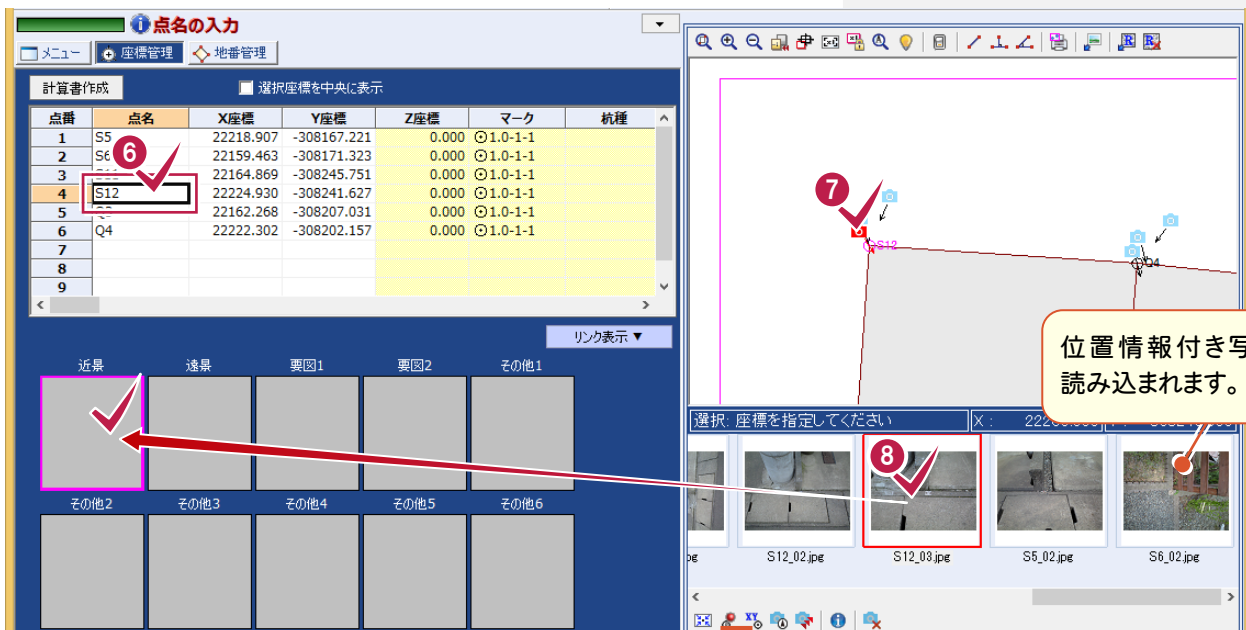 点名の入力
メニュー 座標管理 地番管理
計算書作成 選択座標を中央に表示
点番 点名 X座標 Y座標 Z座標 マーク 杭種
1 S5 22218.907 -308167.221 0.000 1.0-1-1
2 S6 22159.463 -308171.323 0.000 1.0-1-1
3 22164.869 -308245.751 0.000 1.0-1-1
4 S12 22224.930 -308241.627 0.000 1.0-1-1
5 22162.268 -308207.031 0.000 1.0-1-1
6 Q4 22222.302 -308202.157 0.000 1.0-1-1
7
8
9
6
リンク表示 ▼
近景 遠景 要図1 要図2 その他1
その他2 その他3 その他4 その他5 その他6
7
S12
Q4
位置情報付き写
読み込まれます。
選択: 座標を指定してください X :
8
S12_02.jpg S12_03.jpg S5_02.jpg S6_02.jpg
XY